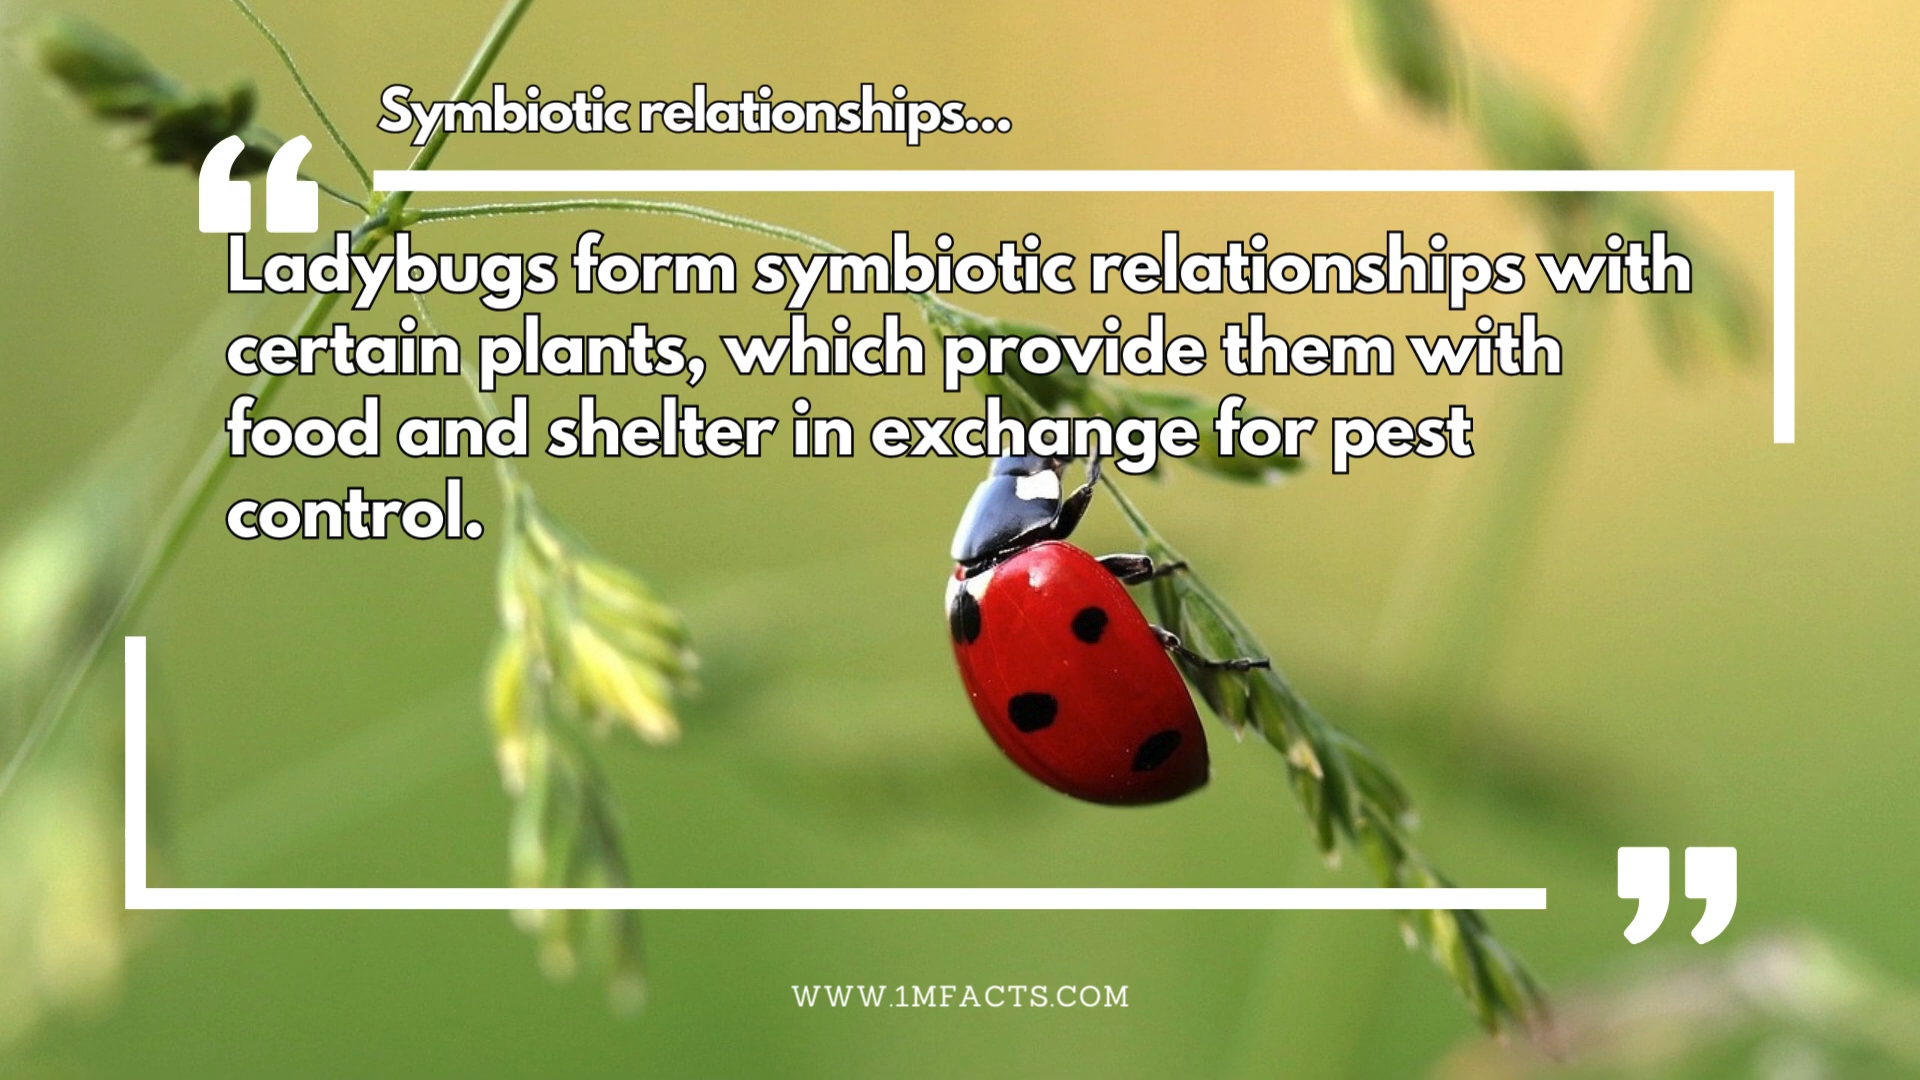 Symbiotic relationships...
“
Ladybugs form symbiotic relationships with
certain plants, which provide them with
food and shelter in exchange for pest
control.
”
WWW.1MFACTS.COM